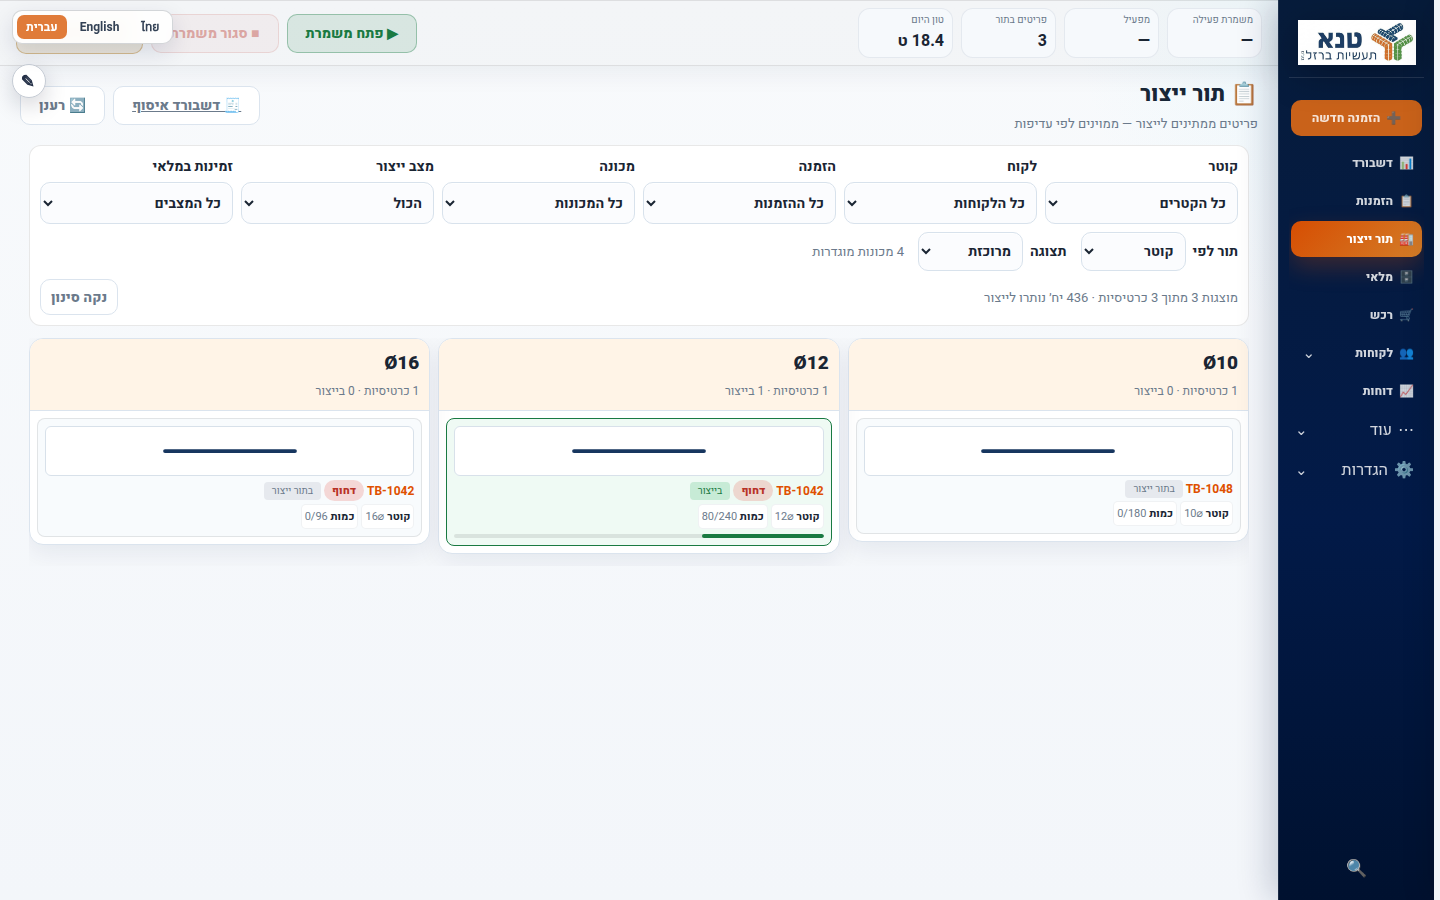 טנא
תעשיות ברזל
➕ הזמנה חדשה
📊 דשבורד
📋 הזמנות
🏭 תור ייצור
🗄️ מלאי
🛒 רכש
👥 לקוחות
📈 דוחות
⋯ עוד
⚙️ הגדרות
משמרת פעילה
—
מפעיל
—
פריטים בתור
3
טון היום
18.4 ט
▶ פתח משמרת
■ סגור משמרת
עברית English ไทย
📋 תור ייצור
פריטים ממתינים לייצור — ממוינים לפי עדיפות
🧾 דשבורד איסוף
🔄 רענן
קוטר לקוח הזמנה מכונה מצב ייצור זמינות במלאי
כל הקטרים כל הלקוחות כל ההזמנות כל המכונות הכול כל המצבים
תור לפי קוטר תצוגה מרוכזת 4 מכונות מוגדרות
מוצגות 3 מתוך 3 כרטיסיות · 436 יח' נותרו לייצור
נקה סינון
Ø10
1 כרטיסיות · 0 בייצור
TB-1048 בתור ייצור
קוטר 10⌀ כמות 0/180
Ø12
1 כרטיסיות · 1 בייצור
TB-1042 דחוף בייצור
קוטר 12⌀ כמות 80/240
Ø16
1 כרטיסיות · 0 בייצור
TB-1042 דחוף בתור ייצור
קוטר 16⌀ כמות 0/96